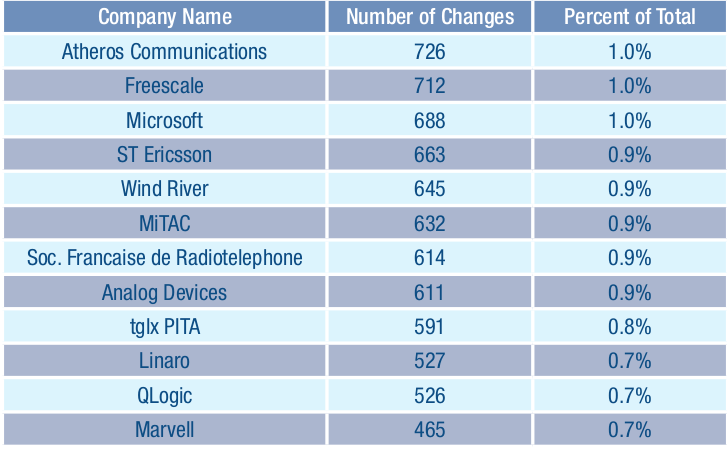 Company Name Number of Changes Percent of Total
Atheros Communications 726 1.0%
Freescale 712 1.0%
Microsoft 688 1.0%
ST Ericsson 663 0.9%
Wind River 645 0.9%
MiTAC 632 0.9%
Soc. Francaise de Radiotelephone 614 0.9%
Analog Devices 611 0.9%
tglx PITA 591 0.8%
Linaro 527 0.7%
QLogic 526 0.7%
Marvell 465 0.7%